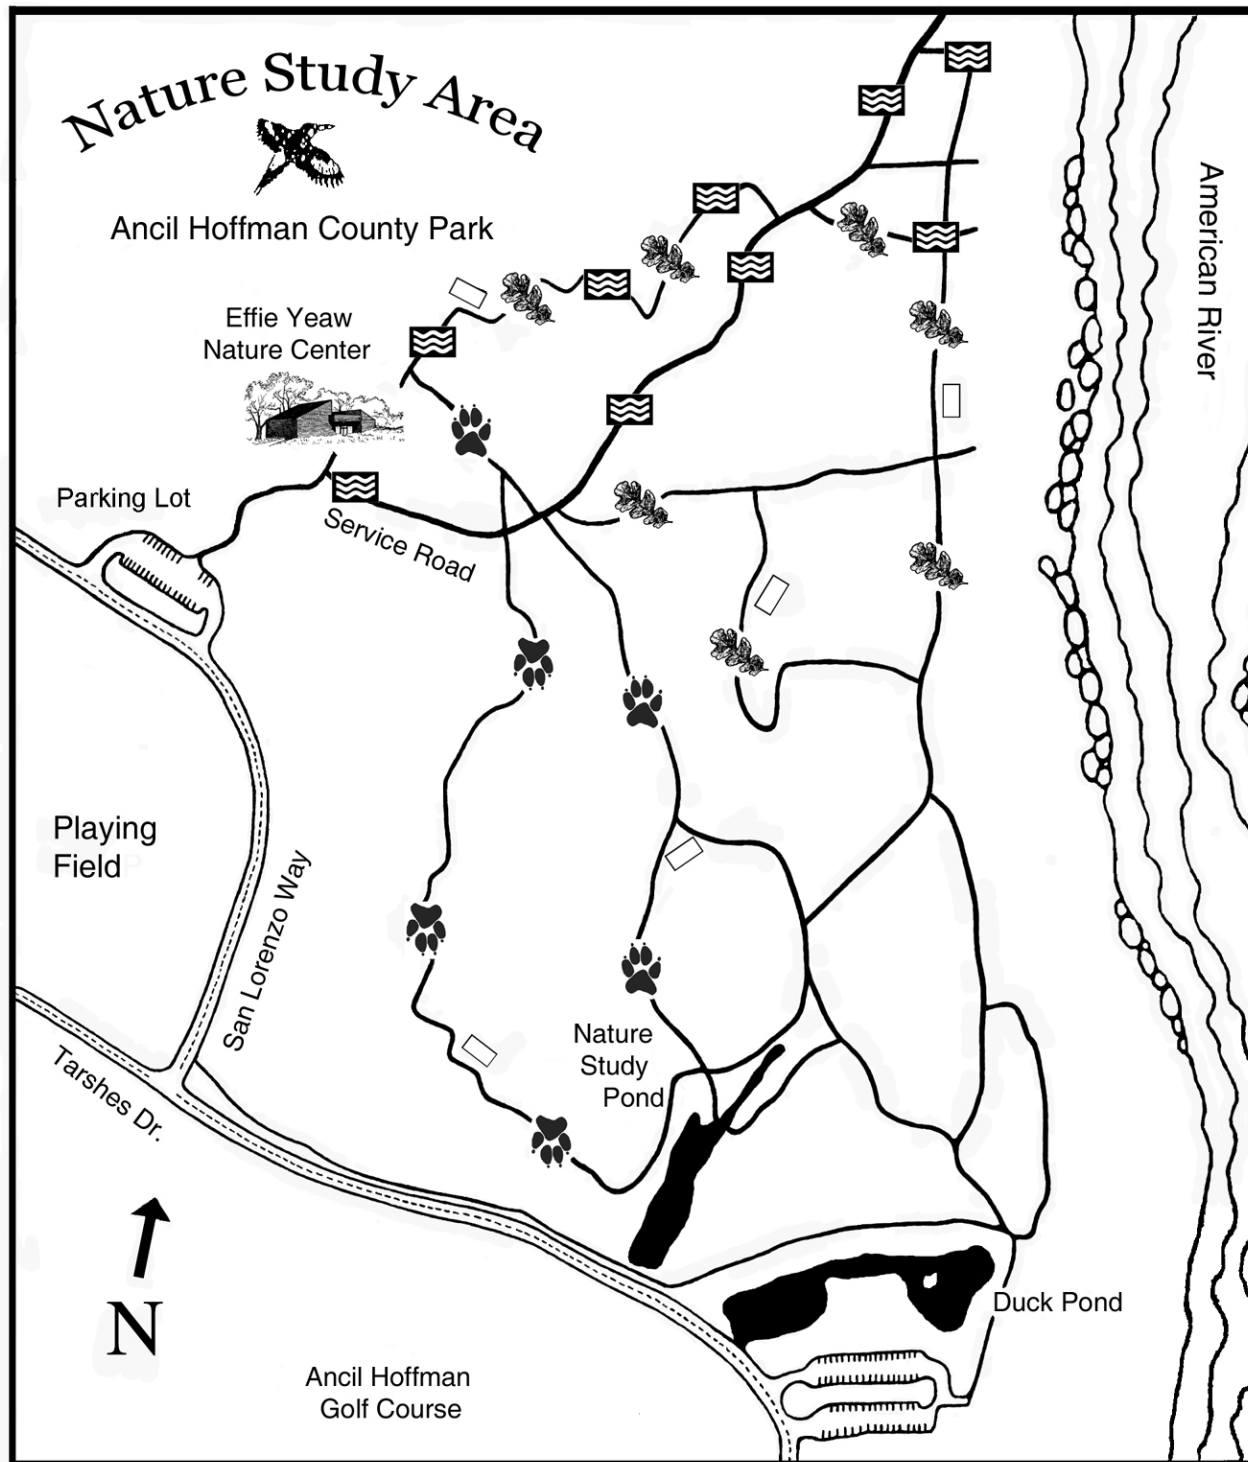 Nature Study Area
Ancil Hoffman County Park
Effie Yeaw
Nature Center
American River
Parking Lot
Service Road
Playing
Field
San Lorenzo Way
Nature
Study
Pond
Tarshes Dr.
N
Duck Pond
Ancil Hoffman
Golf Course